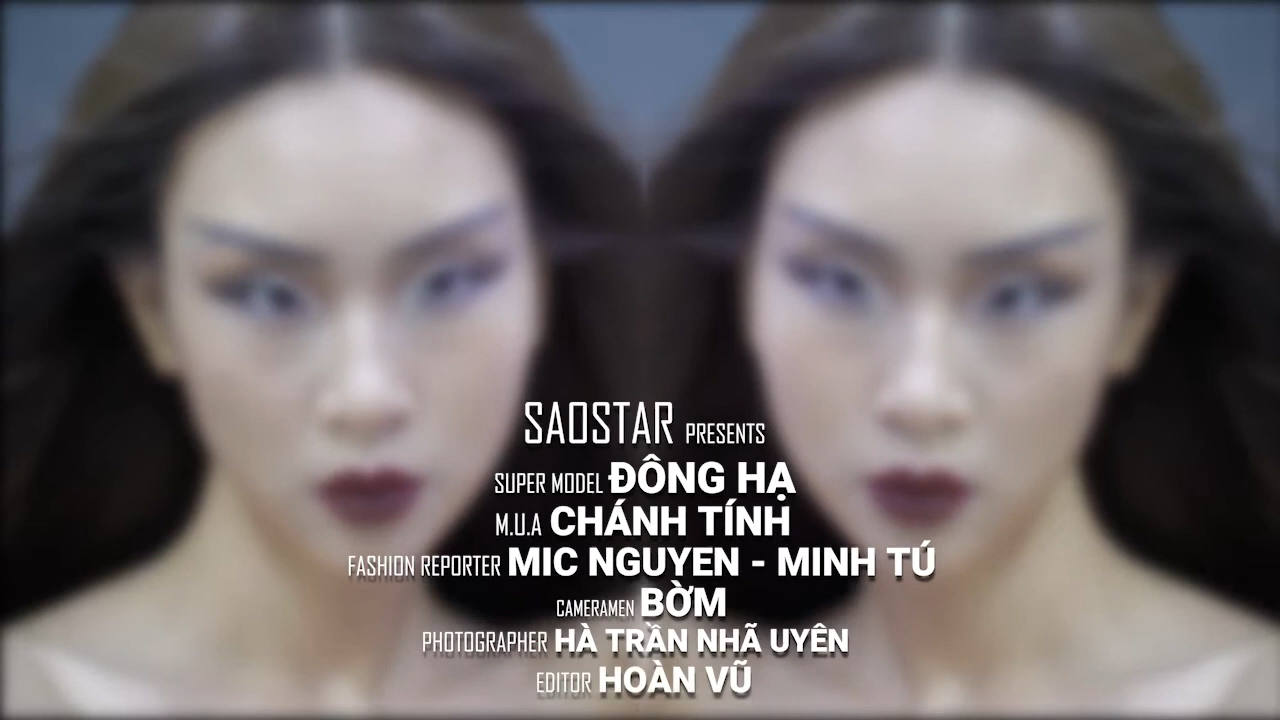 SAOSTAR PRESENTS
SUPER MODEL ĐÔNG HẠ
M.U.A CHÁNH TÍNH
FASHION REPORTER MIC NGUYEN - MINH TÚ
CAMERAMEN BỜM
PHOTOGRAPHER HÀ TRẦN NHÃ UYÊN
EDITOR HOÀN VŨ